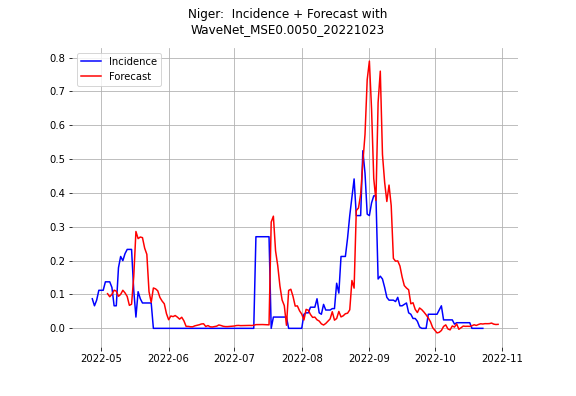 Niger:  Incidence + Forecast with
WaveNet_MSE0.0050_20221023
Incidence
Forecast
0.8
0.7
0.6
0.5
0.4
0.3
0.2
0.1
0.0
2022-05 2022-06 2022-07 2022-08 2022-09 2022-10 2022-11